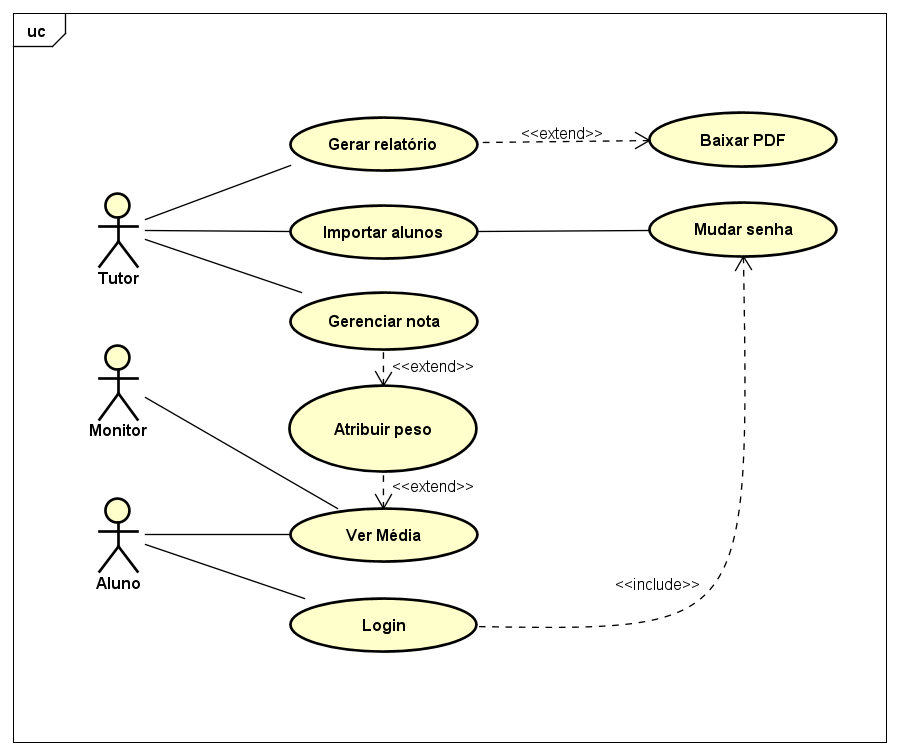 uc
Gerar relatório
<<extend>>
Baixar PDF
Importar alunos
Mudar senha
Tutor
Gerenciar nota
<<extend>>
Monitor
Atribuir peso
<<extend>>
Ver Média
Aluno
<<include>>
Login